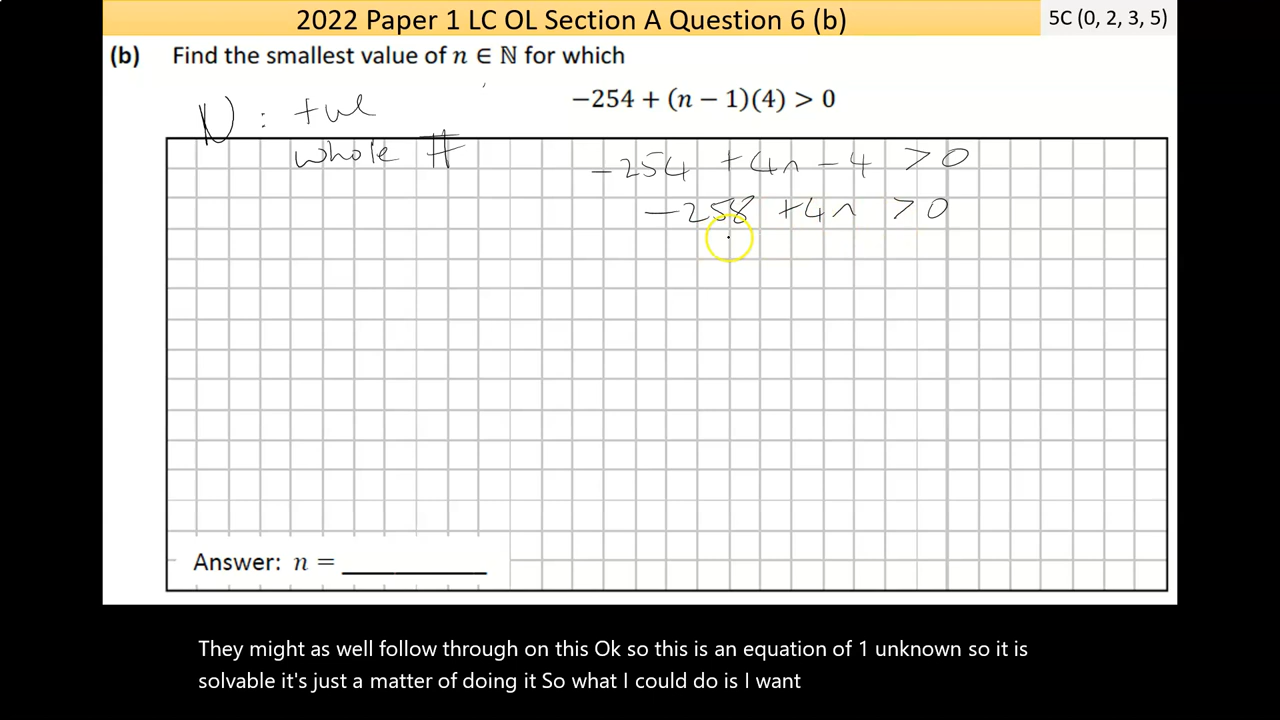 2022 Paper 1 LC OL Section A Question 6 (b)
5C (0, 2, 3, 5)
(b) Find the smallest value of n ∈ ℕ for which
−254 + (n − 1)(4) > 0
N : +ve
whole #
−254 +4n −4 >0
−258 +4n >0
Answer: n = ___________
They might as well follow through on this Ok so this is an equation of 1 unknown so it is
solvable it's just a matter of doing it So what I could do is I want